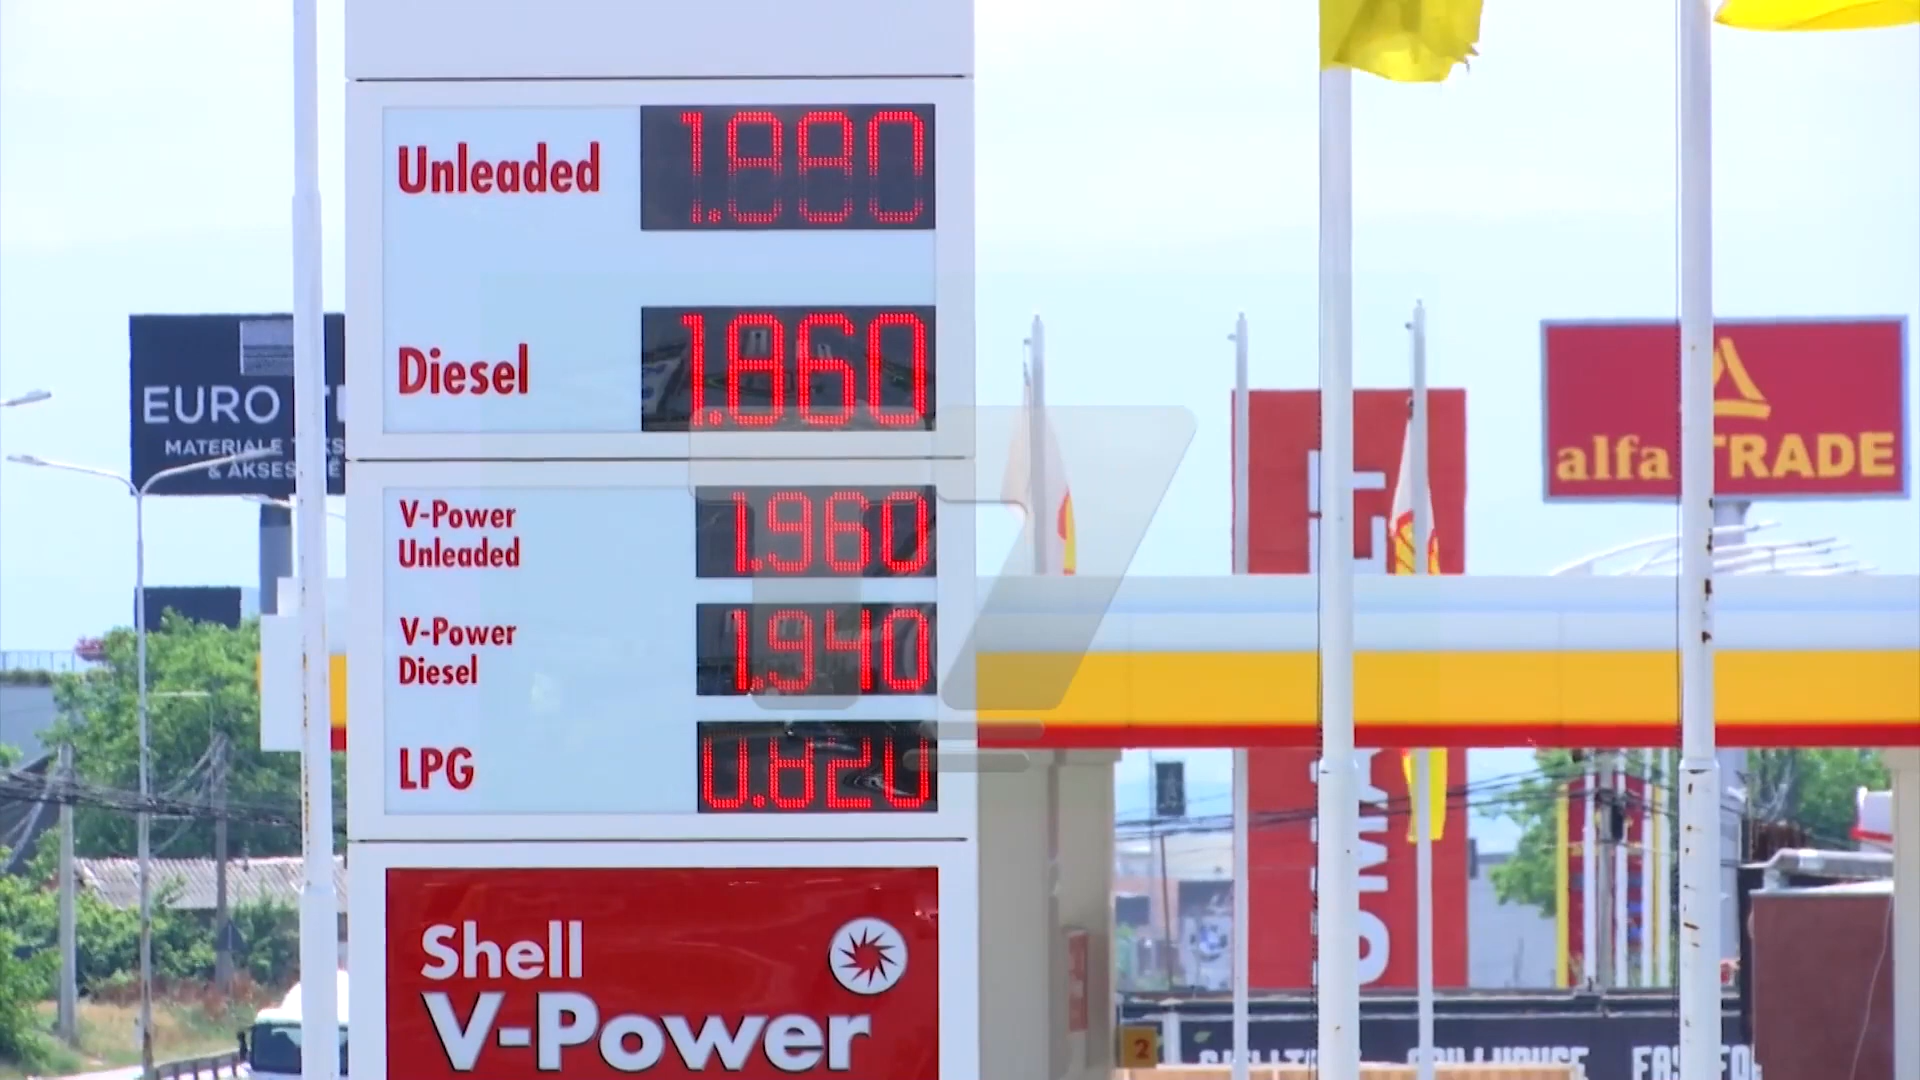 Unleaded 1.880
Diesel 1.860
V-Power
Unleaded 1.960
V-Power
Diesel 1.940
LPG 0.820
Shell
V-Power
EURO
MATERIALE
alfa TRADE
2